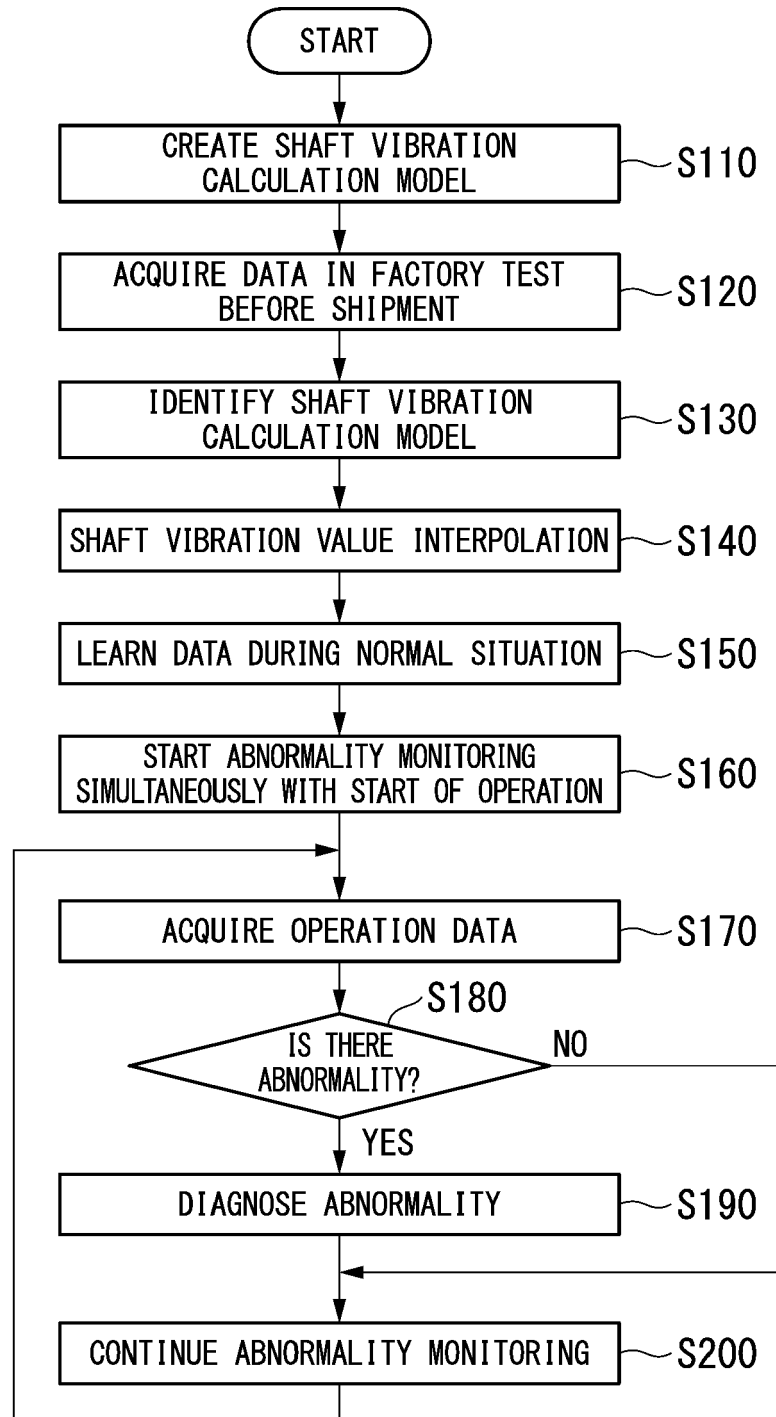 START
CREATE SHAFT VIBRATION
CALCULATION MODEL
S110
ACQUIRE DATA IN FACTORY TEST
BEFORE SHIPMENT
S120
IDENTIFY SHAFT VIBRATION
CALCULATION MODEL
S130
SHAFT VIBRATION VALUE INTERPOLATION
S140
LEARN DATA DURING NORMAL SITUATION
S150
START ABNORMALITY MONITORING
SIMULTANEOUSLY WITH START OF OPERATION
S160
ACQUIRE OPERATION DATA
S170
S180
IS THERE
ABNORMALITY?
NO
YES
DIAGNOSE ABNORMALITY
S190
CONTINUE ABNORMALITY MONITORING
S200